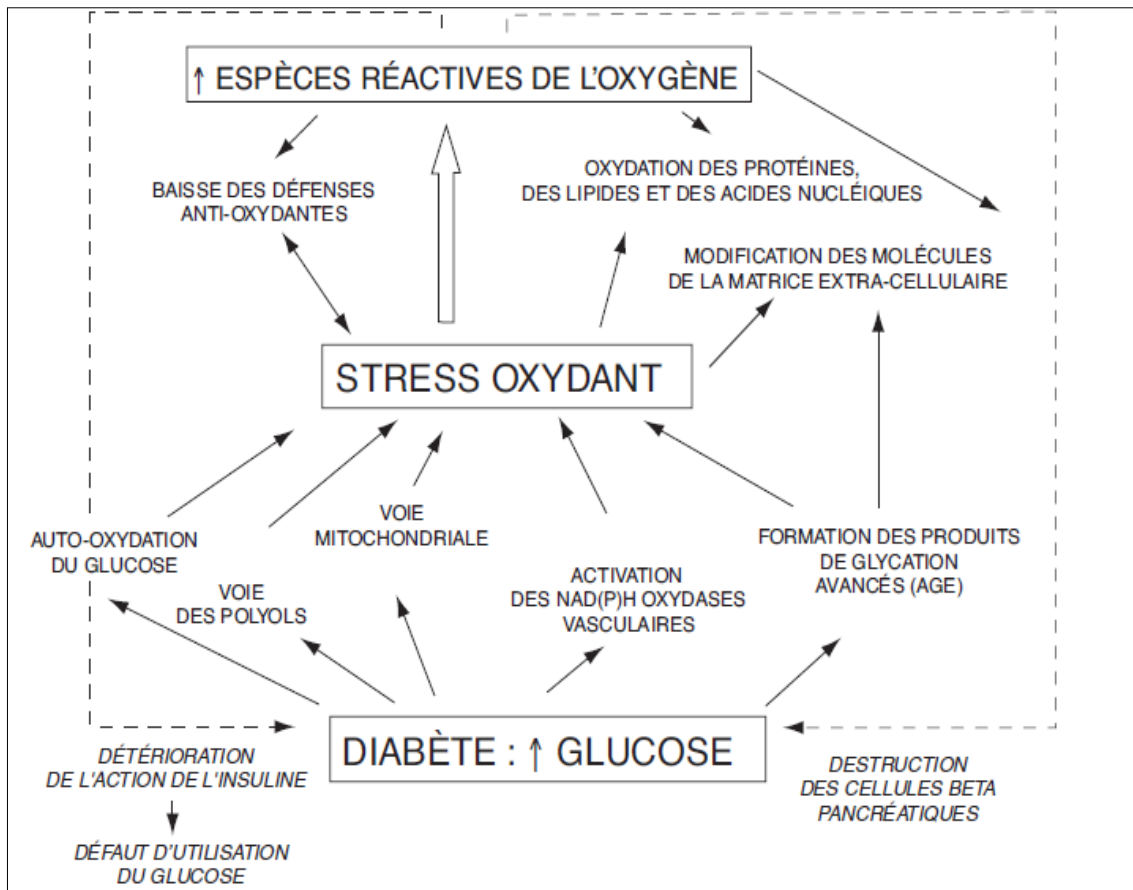 ↑ ESPÈCES RÉACTIVES DE L'OXYGÈNE
BAISSE DES DÉFENSES
ANTI-OXYDANTES
OXYDATION DES PROTÉINES,
DES LIPIDES ET DES ACIDES NUCLÉIQUES
MODIFICATION DES MOLÉCULES
DE LA MATRICE EXTRA-CELLULAIRE
STRESS OXYDANT
AUTO-OXYDATION
DU GLUCOSE
VOIE
DES POLYOLS
VOIE
MITOCHONDRIALE
ACTIVATION
DES NAD(P)H OXYDASES
VASCULAIRES
FORMATION DES PRODUITS
DE GLYCATION
AVANCÉS (AGE)
DIABÈTE : ↑ GLUCOSE
DÉTÉRIORATION
DE L'ACTION DE L'INSULINE
DÉFAUT D'UTILISATION
DU GLUCOSE
DESTRUCTION
DES CELLULES BETA
PANCRÉATIQUES